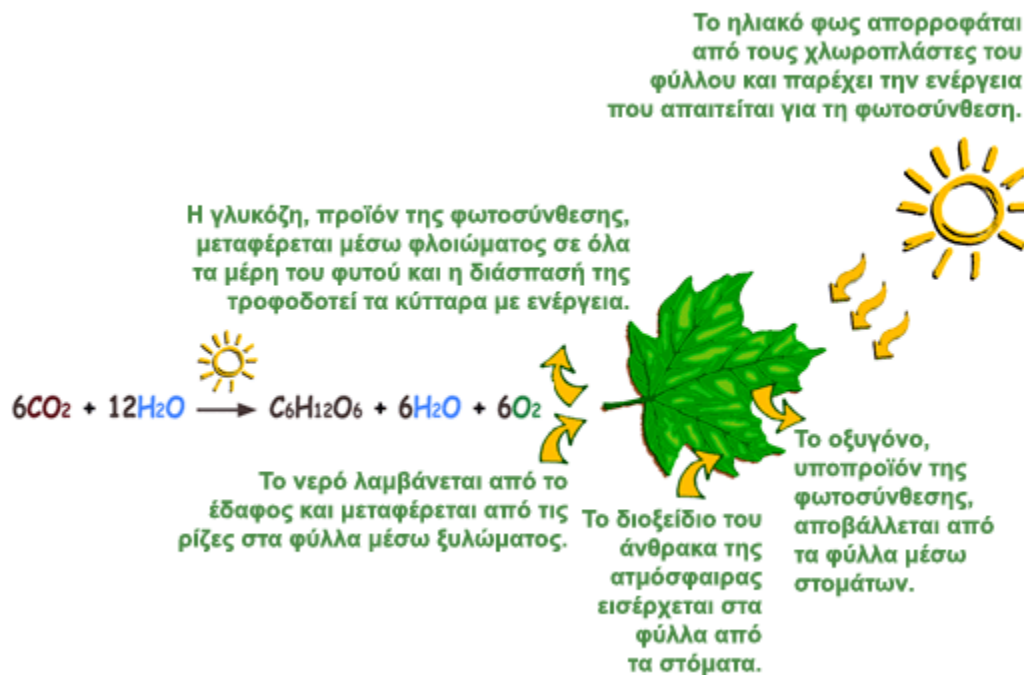 Το ηλιακό φως απορροφάται
από τους χλωροπλάστες του
φύλλου και παρέχει την ενέργεια
που απαιτείται για τη φωτοσύνθεση.
Η γλυκόζη, προϊόν της φωτοσύνθεσης,
μεταφέρεται μέσω φλοιώματος σε όλα
τα μέρη του φυτού και η διάσπασή της
τροφοδοτεί τα κύτταρα με ενέργεια.
6CO₂ + 12H₂O → C₆H₁₂O₆ + 6H₂O + 6O₂
Το νερό λαμβάνεται από το
έδαφος και μεταφέρεται από τις
ρίζες στα φύλλα μέσω ξυλώματος.
Το διοξείδιο του
άνθρακα της
ατμόσφαιρας
εισέρχεται στα
φύλλα από
τα στόματα.
Το οξυγόνο,
υποπροϊόν της
φωτοσύνθεσης,
αποβάλλεται από
τα φύλλα μέσω
στομάτων.